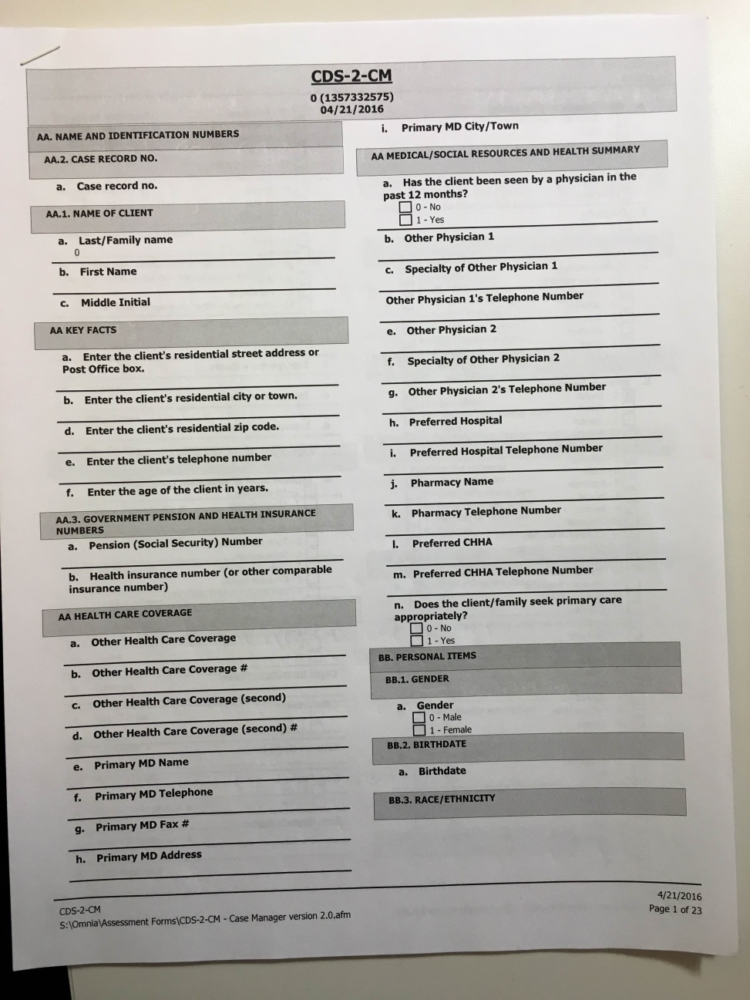 CDS-2-CM
0 (1357332575)
04/21/2016
AA. NAME AND IDENTIFICATION NUMBERS
AA.2. CASE RECORD NO.
a. Case record no.
AA.1. NAME OF CLIENT
a. Last/Family name
0
b. First Name
c. Middle Initial
AA KEY FACTS
a. Enter the client's residential street address or
Post Office box.
b. Enter the client's residential city or town.
d. Enter the client's residential zip code.
e. Enter the client's telephone number
f. Enter the age of the client in years.
AA.3. GOVERNMENT PENSION AND HEALTH INSURANCE
NUMBERS
a. Pension (Social Security) Number
b. Health insurance number (or other comparable
insurance number)
AA HEALTH CARE COVERAGE
a. Other Health Care Coverage
b. Other Health Care Coverage #
c. Other Health Care Coverage (second)
d. Other Health Care Coverage (second) #
e. Primary MD Name
f. Primary MD Telephone
g. Primary MD Fax #
h. Primary MD Address
i. Primary MD City/Town
AA MEDICAL/SOCIAL RESOURCES AND HEALTH SUMMARY
a. Has the client been seen by a physician in the
past 12 months?
0 - No
1 - Yes
b. Other Physician 1
c. Specialty of Other Physician 1
Other Physician 1's Telephone Number
e. Other Physician 2
f. Specialty of Other Physician 2
g. Other Physician 2's Telephone Number
h. Preferred Hospital
i. Preferred Hospital Telephone Number
j. Pharmacy Name
k. Pharmacy Telephone Number
l. Preferred CHHA
m. Preferred CHHA Telephone Number
n. Does the client/family seek primary care
appropriately?
0 - No
1 - Yes
BB. PERSONAL ITEMS
BB.1. GENDER
a. Gender
0 - Male
1 - Female
BB.2. BIRTHDATE
a. Birthdate
BB.3. RACE/ETHNICITY
CDS-2-CM
S:\Omnia\Assessment Forms\CDS-2-CM - Case Manager version 2.0.afm
4/21/2016
Page 1 of 23